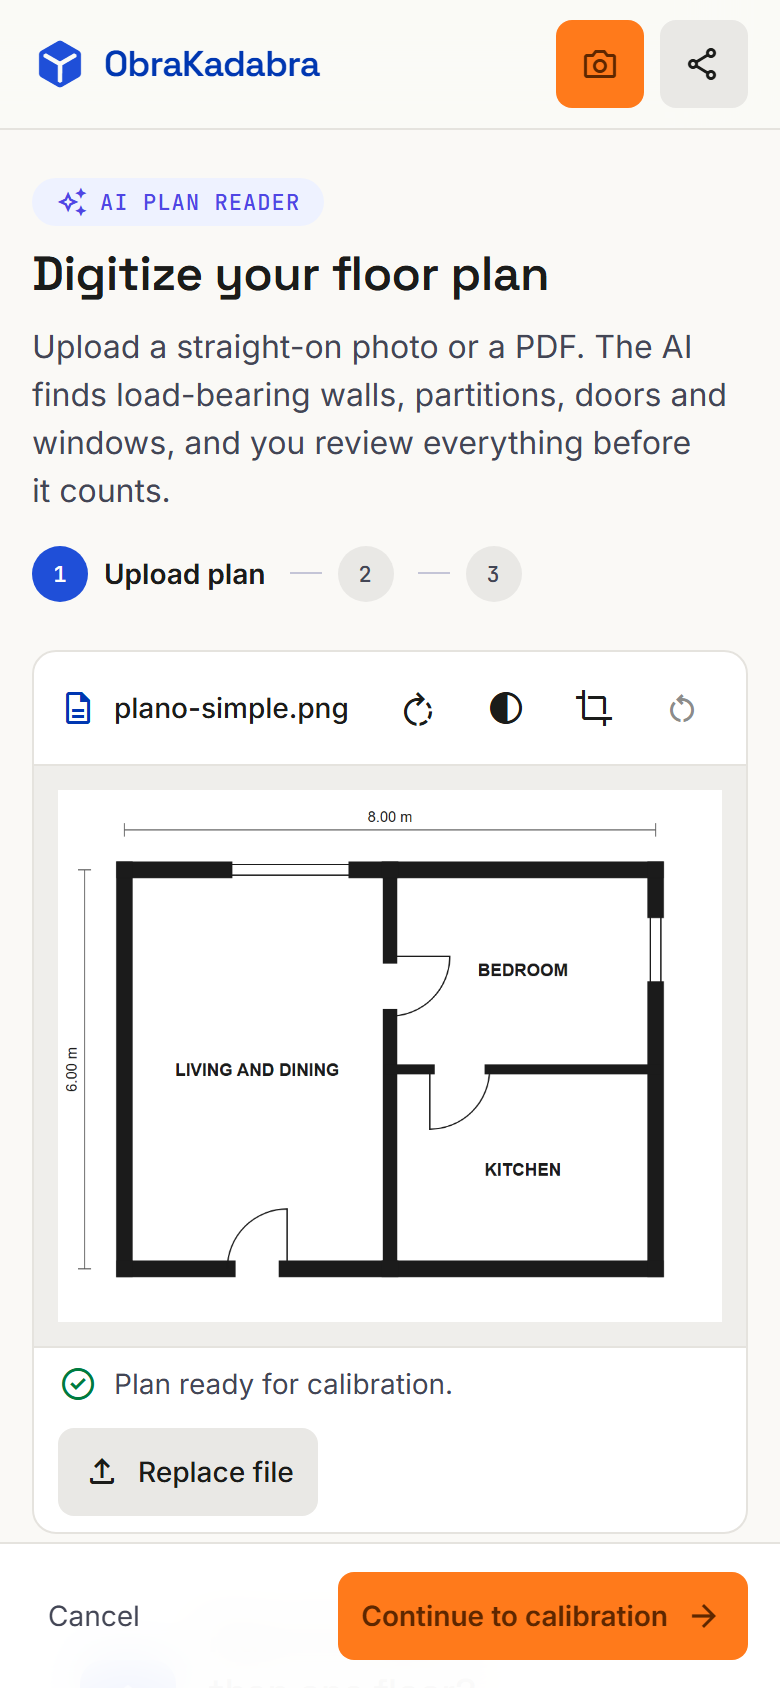 ObraKadabra
AI PLAN READER
Digitize your floor plan
Upload a straight-on photo or a PDF. The AI
finds load-bearing walls, partitions, doors and
windows, and you review everything before
it counts.
1 Upload plan 2 3
plano-simple.png
8.00 m
6.00 m
BEDROOM
LIVING AND DINING
KITCHEN
Plan ready for calibration.
Replace file
Cancel
Continue to calibration